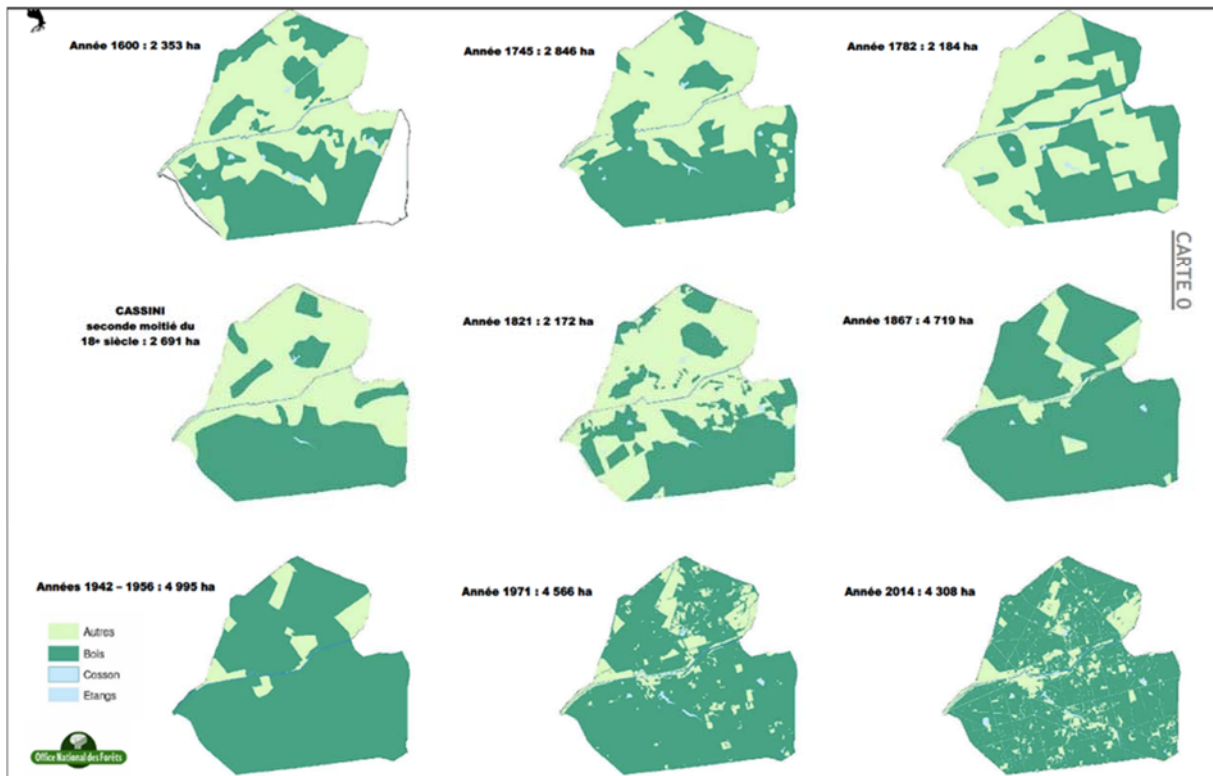 Année 1600 : 2 353 ha
Année 1745 : 2 846 ha
Année 1782 : 2 184 ha
CARTE 0
CASSINI
seconde moitié du
18e siècle : 2 691 ha
Année 1821 : 2 172 ha
Année 1867 : 4 719 ha
Années 1942 – 1956 : 4 995 ha
Année 1971 : 4 566 ha
Année 2014 : 4 308 ha
Autres
Bois
Cosson
Etangs
Office National des Forêts